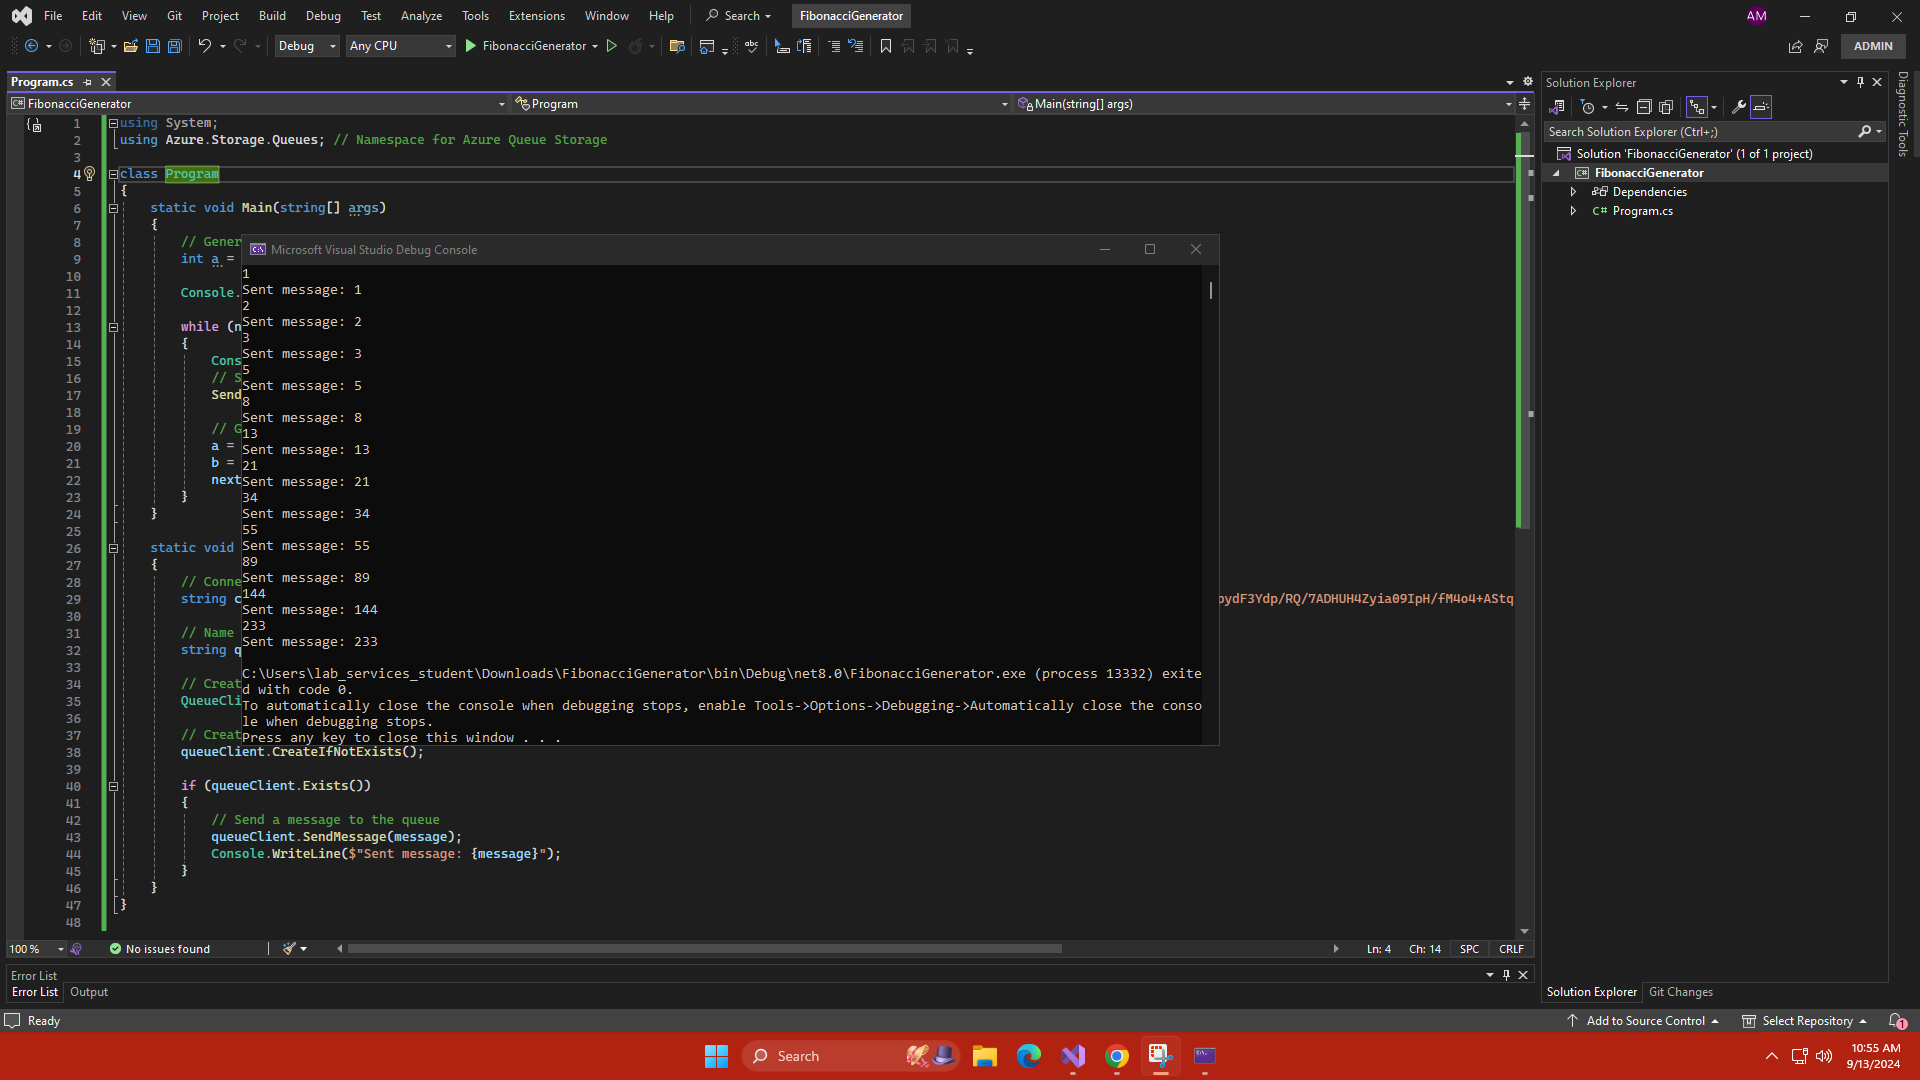 File Edit View Git Project Build Debug Test Analyze Tools Extensions Window Help Search FibonacciGenerator AM
Debug Any CPU FibonacciGenerator ADMIN
Program.cs
FibonacciGenerator Program Main(string[] args)
1 using System;
2 using Azure.Storage.Queues; // Namespace for Azure Queue Storage
3
4 class Program
5 {
6 static void Main(string[] args)
7 {
8 // Gener
9 int a =
10
11 Console.
12
13 while (n
14 {
15 Cons
16 // S
17 Send
18
19 // G
20 a =
21 b =
22 next
23 }
24 }
25
26 static void
27 {
28 // Conne
29 string c pydF3Ydp/RQ/7ADHUH4Zyia09IpH/fM4o4+AStq
30
31 // Name
32 string q
33
34 // Creat
35 QueueCli
36
37 // Creat
38 queueClient.CreateIfNotExists();
39
40 if (queueClient.Exists())
41 {
42 // Send a message to the queue
43 queueClient.SendMessage(message);
44 Console.WriteLine($"Sent message: {message}");
45 }
46 }
47 }
48
Microsoft Visual Studio Debug Console
1
Sent message: 1
2
Sent message: 2
3
Sent message: 3
5
Sent message: 5
8
Sent message: 8
13
Sent message: 13
21
Sent message: 21
34
Sent message: 34
55
Sent message: 55
89
Sent message: 89
144
Sent message: 144
233
Sent message: 233
C:\Users\lab_services_student\Downloads\FibonacciGenerator\bin\Debug\net8.0\FibonacciGenerator.exe (process 13332) exite
d with code 0.
To automatically close the console when debugging stops, enable Tools->Options->Debugging->Automatically close the conso
le when debugging stops.
Press any key to close this window . . .
100 % No issues found Ln: 4 Ch: 14 SPC CRLF
Error List
Error List Output
Solution Explorer
Search Solution Explorer (Ctrl+;)
Solution 'FibonacciGenerator' (1 of 1 project)
FibonacciGenerator
Dependencies
C# Program.cs
Solution Explorer Git Changes
Diagnostic Tools
Ready Add to Source Control Select Repository 1
Search
10:55 AM
9/13/2024